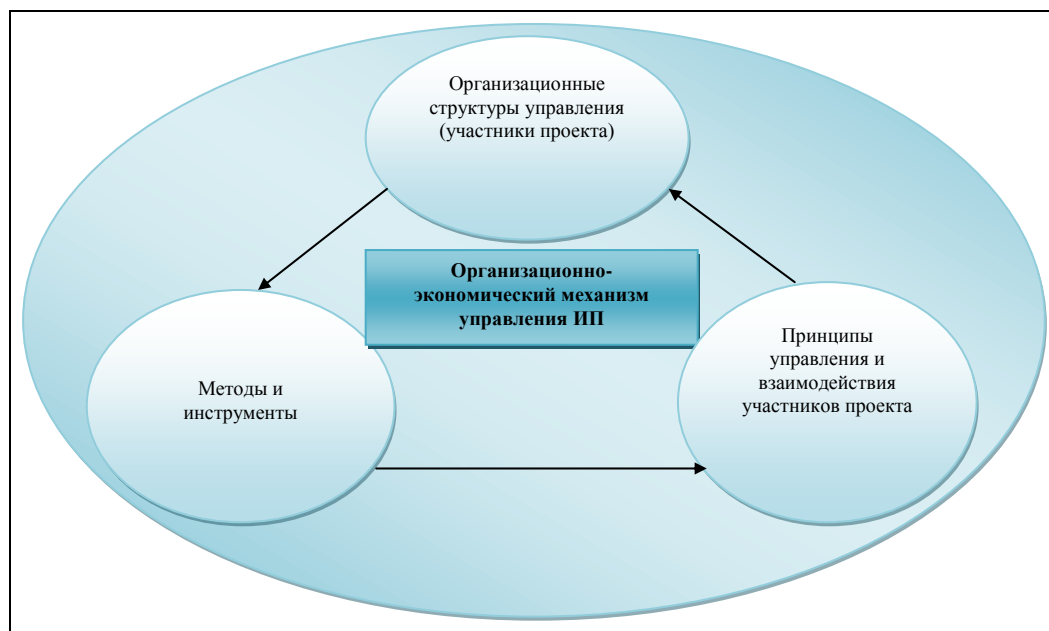 Организационные
структуры управления
(участники проекта)
Организационно-
экономический механизм
управления ИП
Методы и
инструменты
Принципы
управления и
взаимодействия
участников проекта